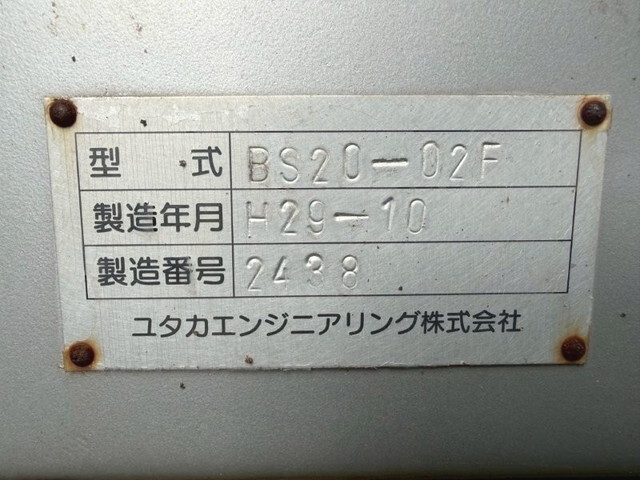 型式 BS20-02F
製造年月 H29-10
製造番号 2438
ユタカエンジニアリング株式会社